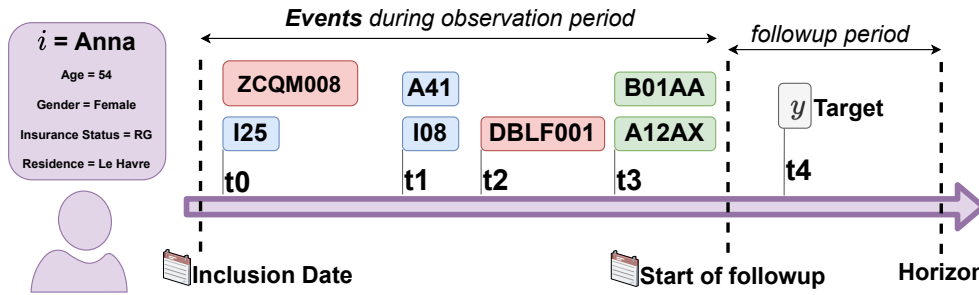 i = Anna
Age = 54
Gender = Female
Insurance Status = RG
Residence = Le Havre
Events during observation period
followup period
ZCQM008
A41
B01AA
y Target
I25
I08
DBLF001
A12AX
t0
t1
t2
t3
t4
Inclusion Date
Start of followup
Horizon